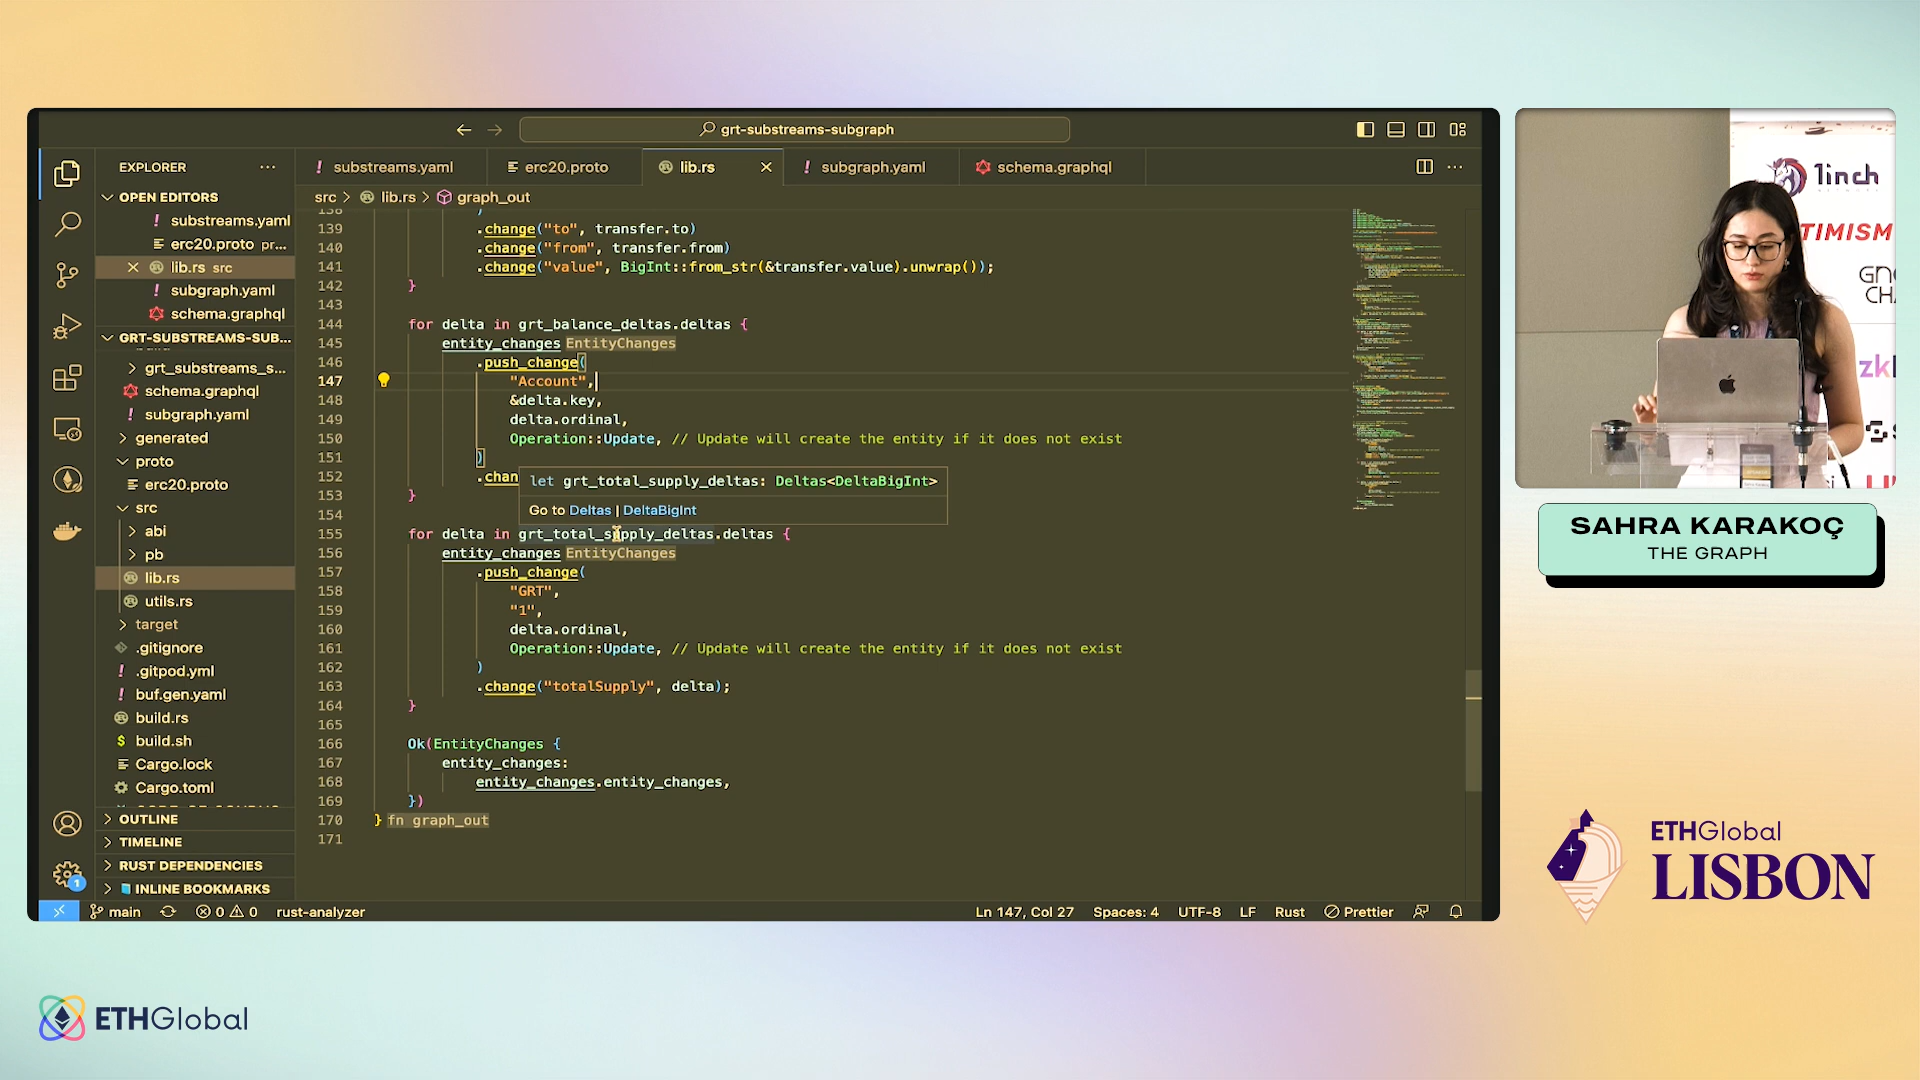 grt-substreams-subgraph
EXPLORER
substreams.yaml
erc20.proto
lib.rs
subgraph.yaml
schema.graphql
OPEN EDITORS
substreams.yaml
erc20.proto pr...
lib.rs src
subgraph.yaml
schema.graphql
GRT-SUBSTREAMS-SUB...
grt_substreams_s...
schema.graphql
subgraph.yaml
generated
proto
erc20.proto
src
abi
pb
lib.rs
utils.rs
target
.gitignore
.gitpod.yml
buf.gen.yaml
build.rs
build.sh
Cargo.lock
Cargo.toml
OUTLINE
TIMELINE
RUST DEPENDENCIES
INLINE BOOKMARKS
1
src > lib.rs > graph_out
138 )
139 .change("to", transfer.to)
140 .change("from", transfer.from)
141 .change("value", BigInt::from_str(&transfer.value).unwrap());
142 }
143
144 for delta in grt_balance_deltas.deltas {
145 entity_changes EntityChanges
146 .push_change(
147 "Account",
148 &delta.key,
149 delta.ordinal,
150 Operation::Update, // Update will create the entity if it does not exist
151 )
152 .chan
153 }
154
let grt_total_supply_deltas: Deltas<DeltaBigInt>
Go to Deltas | DeltaBigInt
155 for delta in grt_total_supply_deltas.deltas {
156 entity_changes EntityChanges
157 .push_change(
158 "GRT",
159 "1",
160 delta.ordinal,
161 Operation::Update, // Update will create the entity if it does not exist
162 )
163 .change("totalSupply", delta);
164 }
165
166 Ok(EntityChanges {
167 entity_changes:
168 entity_changes.entity_changes,
169 })
170 } fn graph_out
171
main 0 0 rust-analyzer
Ln 147, Col 27 Spaces: 4 UTF-8 LF Rust Prettier
1inch
TIMISM
GN
CH
zk
SAHRA KARAKOÇ
THE GRAPH
ETHGlobal
LISBON
ETHGlobal